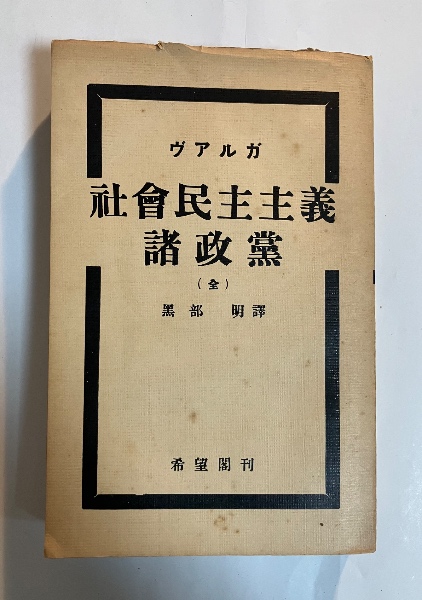 ヴアルガ
社會民主主義
諸政黨
（全）
黑部 明譯
希望閣刊